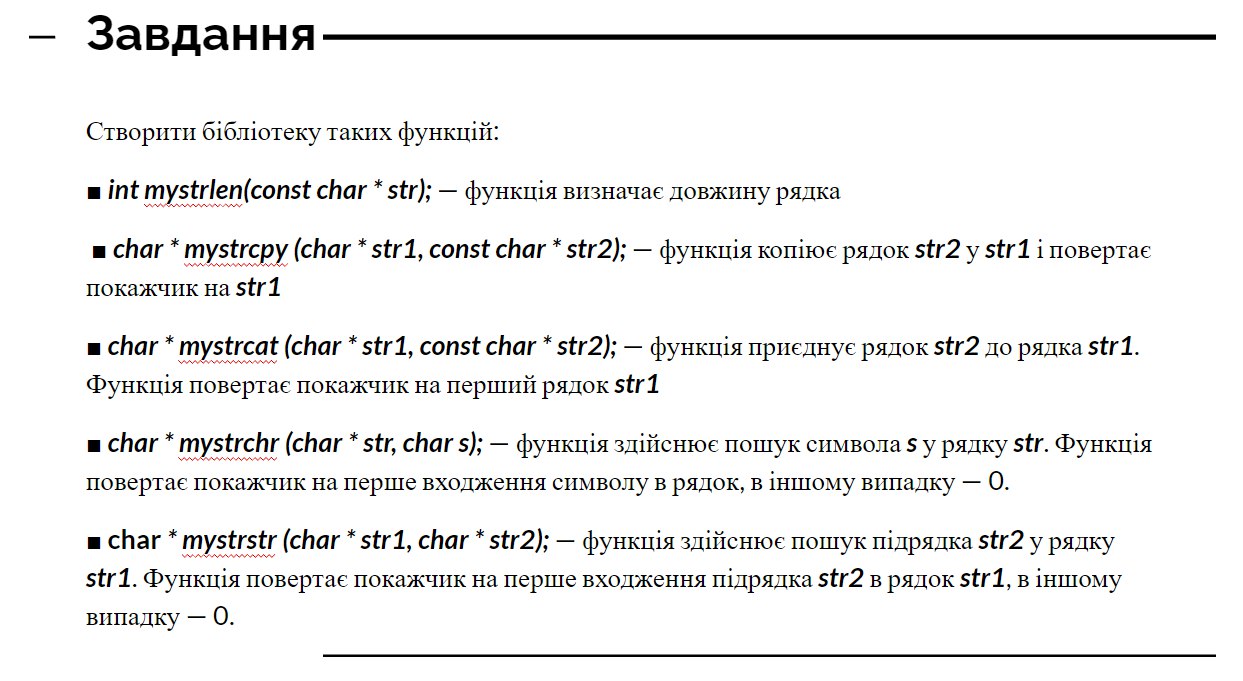 — Завдання
Створити бібліотеку таких функцій:
■ int mystrlen(const char * str); — функція визначає довжину рядка
■ char * mystrcpy (char * str1, const char * str2); — функція копіює рядок str2 у str1 і повертає
покажчик на str1
■ char * mystrcat (char * str1, const char * str2); — функція приєднує рядок str2 до рядка str1.
Функція повертає покажчик на перший рядок str1
■ char * mystrchr (char * str, char s); — функція здійснює пошук символа s у рядку str. Функція
повертає покажчик на перше входження символу в рядок, в іншому випадку — 0.
■ char * mystrstr (char * str1, char * str2); — функція здійснює пошук підрядка str2 у рядку
str1. Функція повертає покажчик на перше входження підрядка str2 в рядок str1, в іншому
випадку — 0.